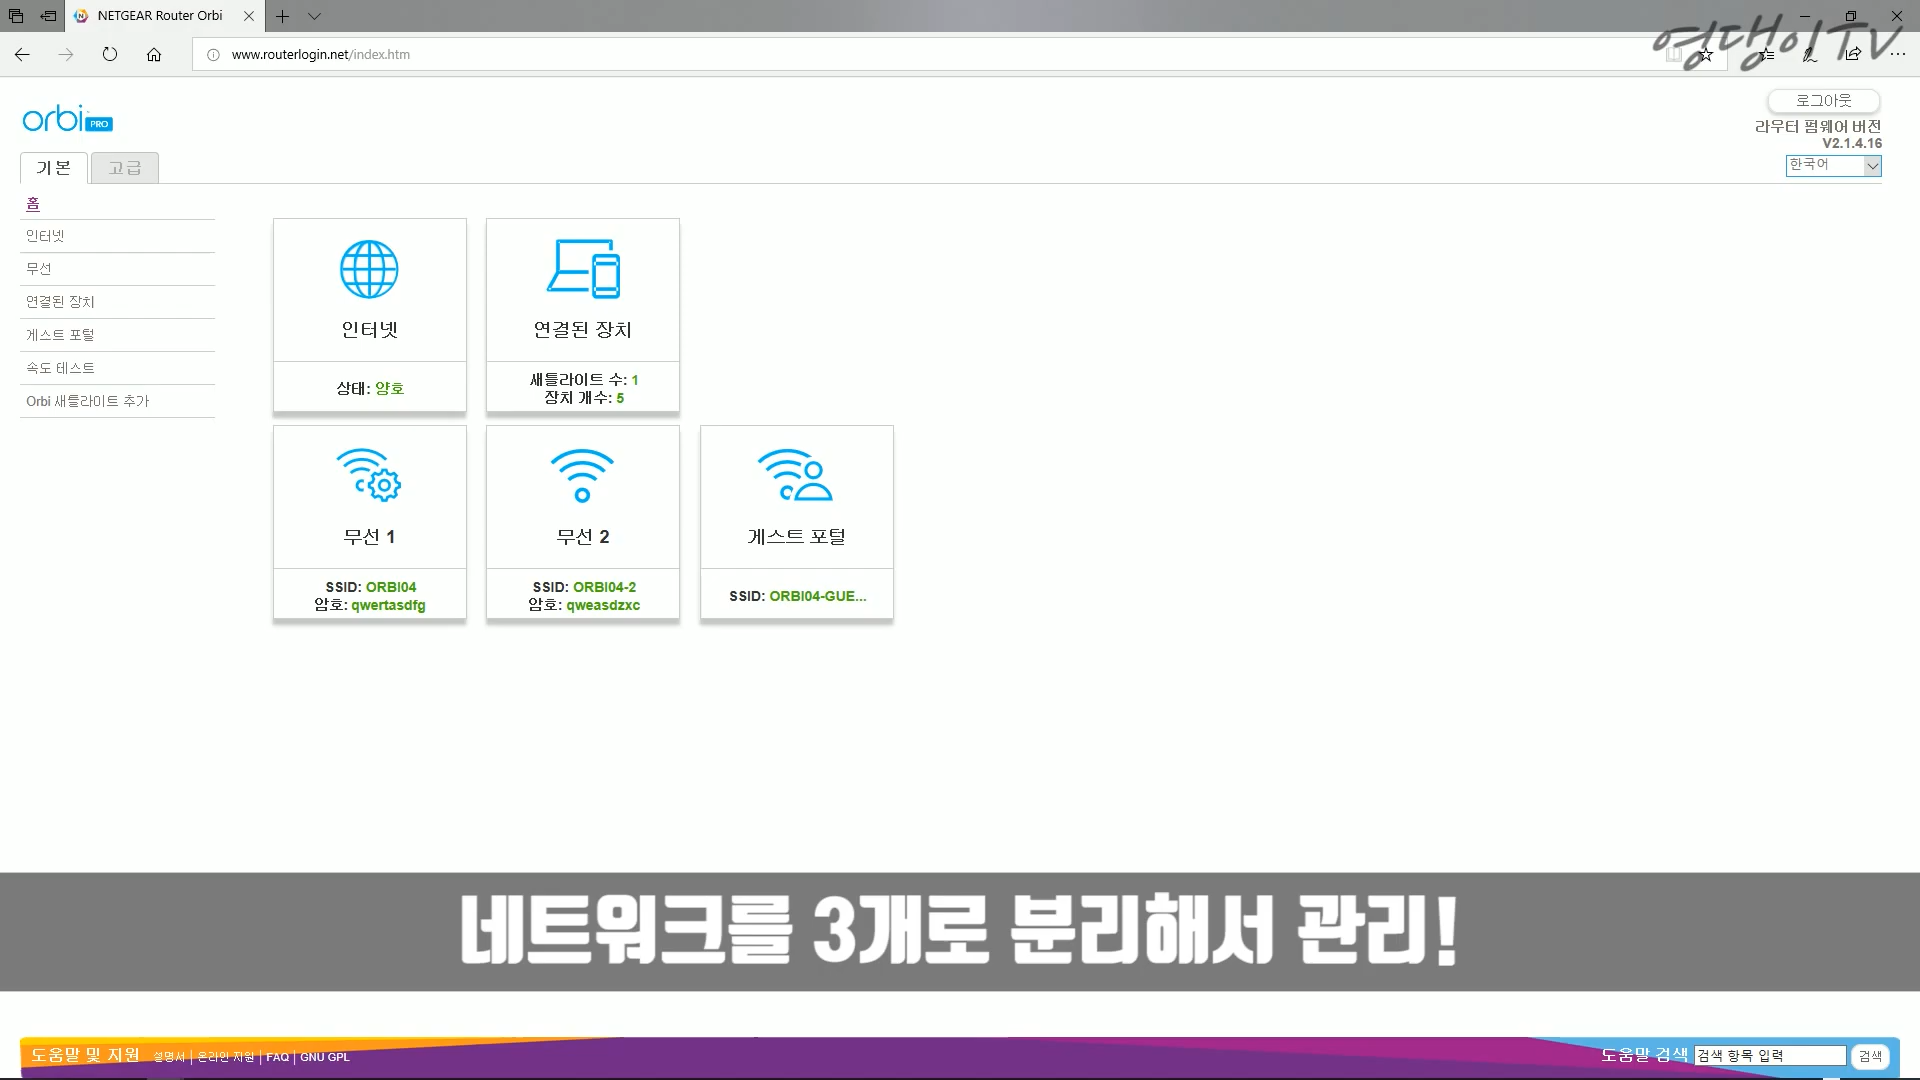 NETGEAR Router Orbi
www.routerlogin.net/index.htm
영댕이TV
orbi PRO
로그아웃
라우터 펌웨어 버전
V2.1.4.16
한국어
기본
고급
홈
인터넷
무선
연결된 장치
게스트 포털
속도 테스트
Orbi 새틀라이트 추가
인터넷
상태: 양호
연결된 장치
새틀라이트 수: 1
장치 개수: 5
무선 1
SSID: ORBI04
암호: qwertasdfg
무선 2
SSID: ORBI04-2
암호: qweasdzxc
게스트 포털
SSID: ORBI04-GUE...
네트워크를 3개로 분리해서 관리!
도움말 및 지원 설명서 | 온라인 지원 | FAQ | GNU GPL
도움말 검색 검색 항목 입력 검색